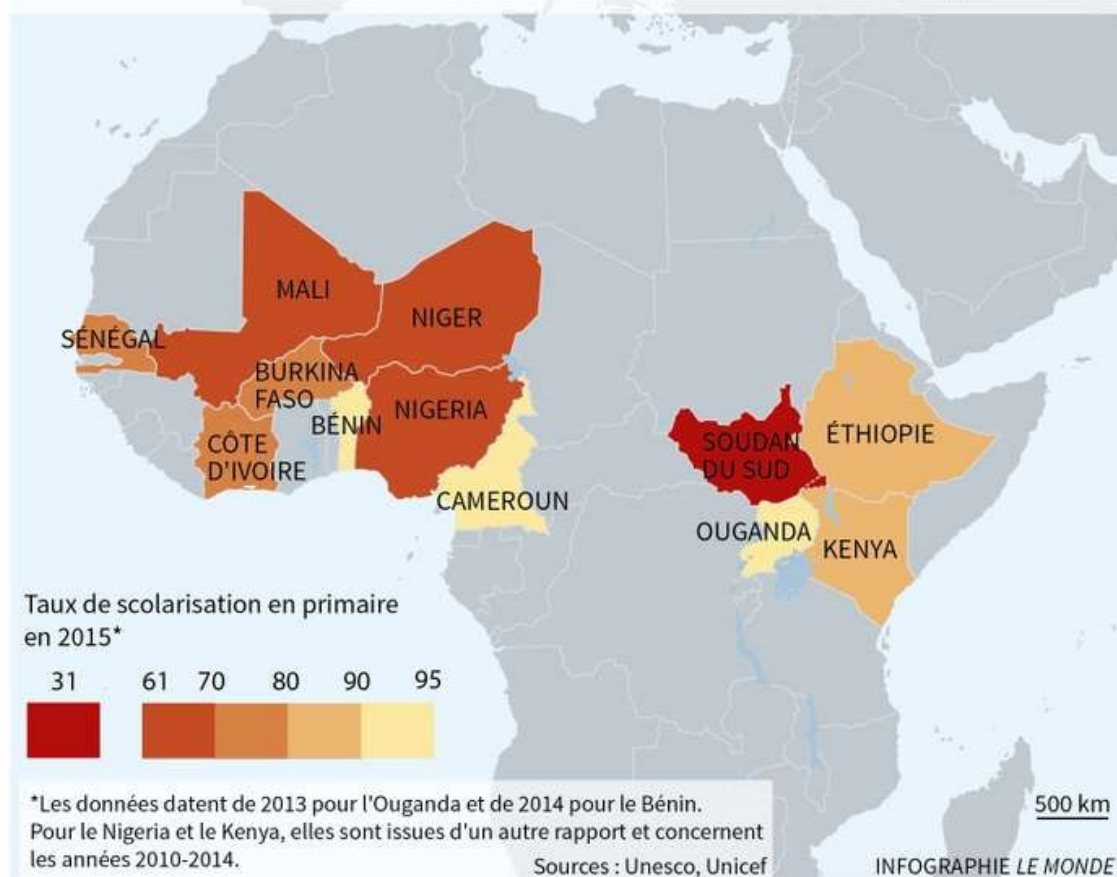 MALI
NIGER
SÉNÉGAL
BURKINA
FASO
BÉNIN
NIGERIA
CÔTE
D'IVOIRE
CAMEROUN
SOUDAN
DU SUD
ÉTHIOPIE
OUGANDA
KENYA
Taux de scolarisation en primaire
en 2015*
31 61 70 80 90 95
*Les données datent de 2013 pour l'Ouganda et de 2014 pour le Bénin.
Pour le Nigeria et le Kenya, elles sont issues d'un autre rapport et concernent
les années 2010-2014.
Sources : Unesco, Unicef
500 km
INFOGRAPHIE LE MONDE